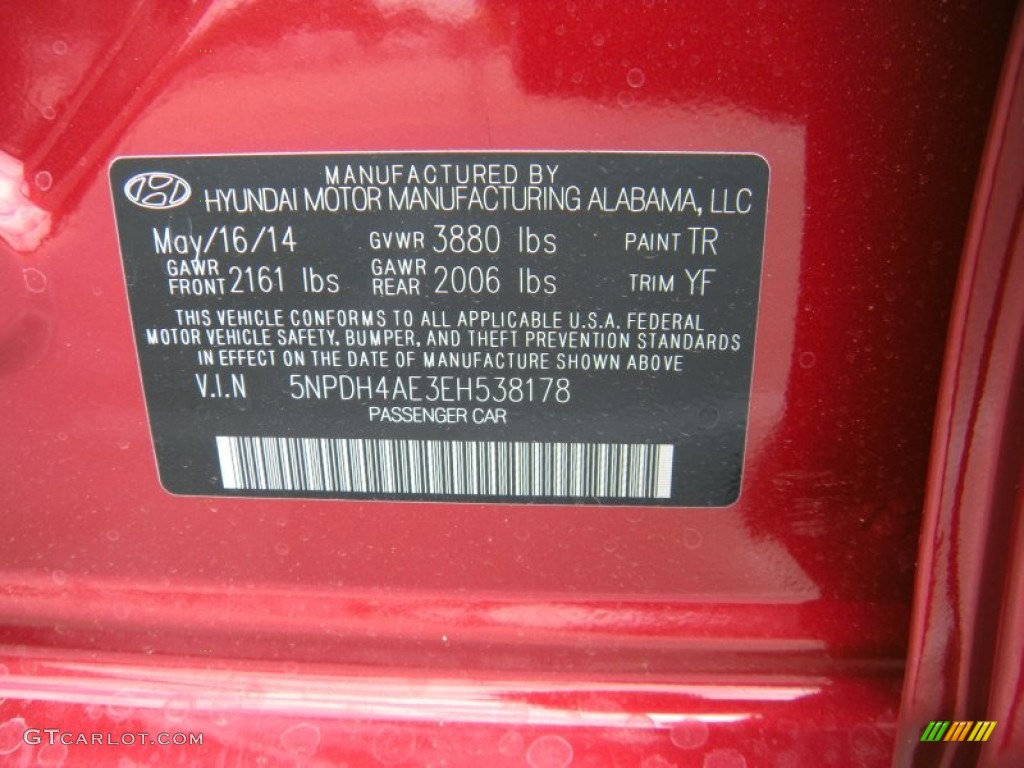 MANUFACTURED BY
HYUNDAI MOTOR MANUFACTURING ALABAMA, LLC
May/16/14 GVWR 3880 lbs PAINT TR
GAWR FRONT 2161 lbs GAWR REAR 2006 lbs TRIM YF
THIS VEHICLE CONFORMS TO ALL APPLICABLE U.S.A. FEDERAL
MOTOR VEHICLE SAFETY, BUMPER, AND THEFT PREVENTION STANDARDS
IN EFFECT ON THE DATE OF MANUFACTURE SHOWN ABOVE
V.I.N 5NPDH4AE3EH538178
PASSENGER CAR
GTCARLOT.COM